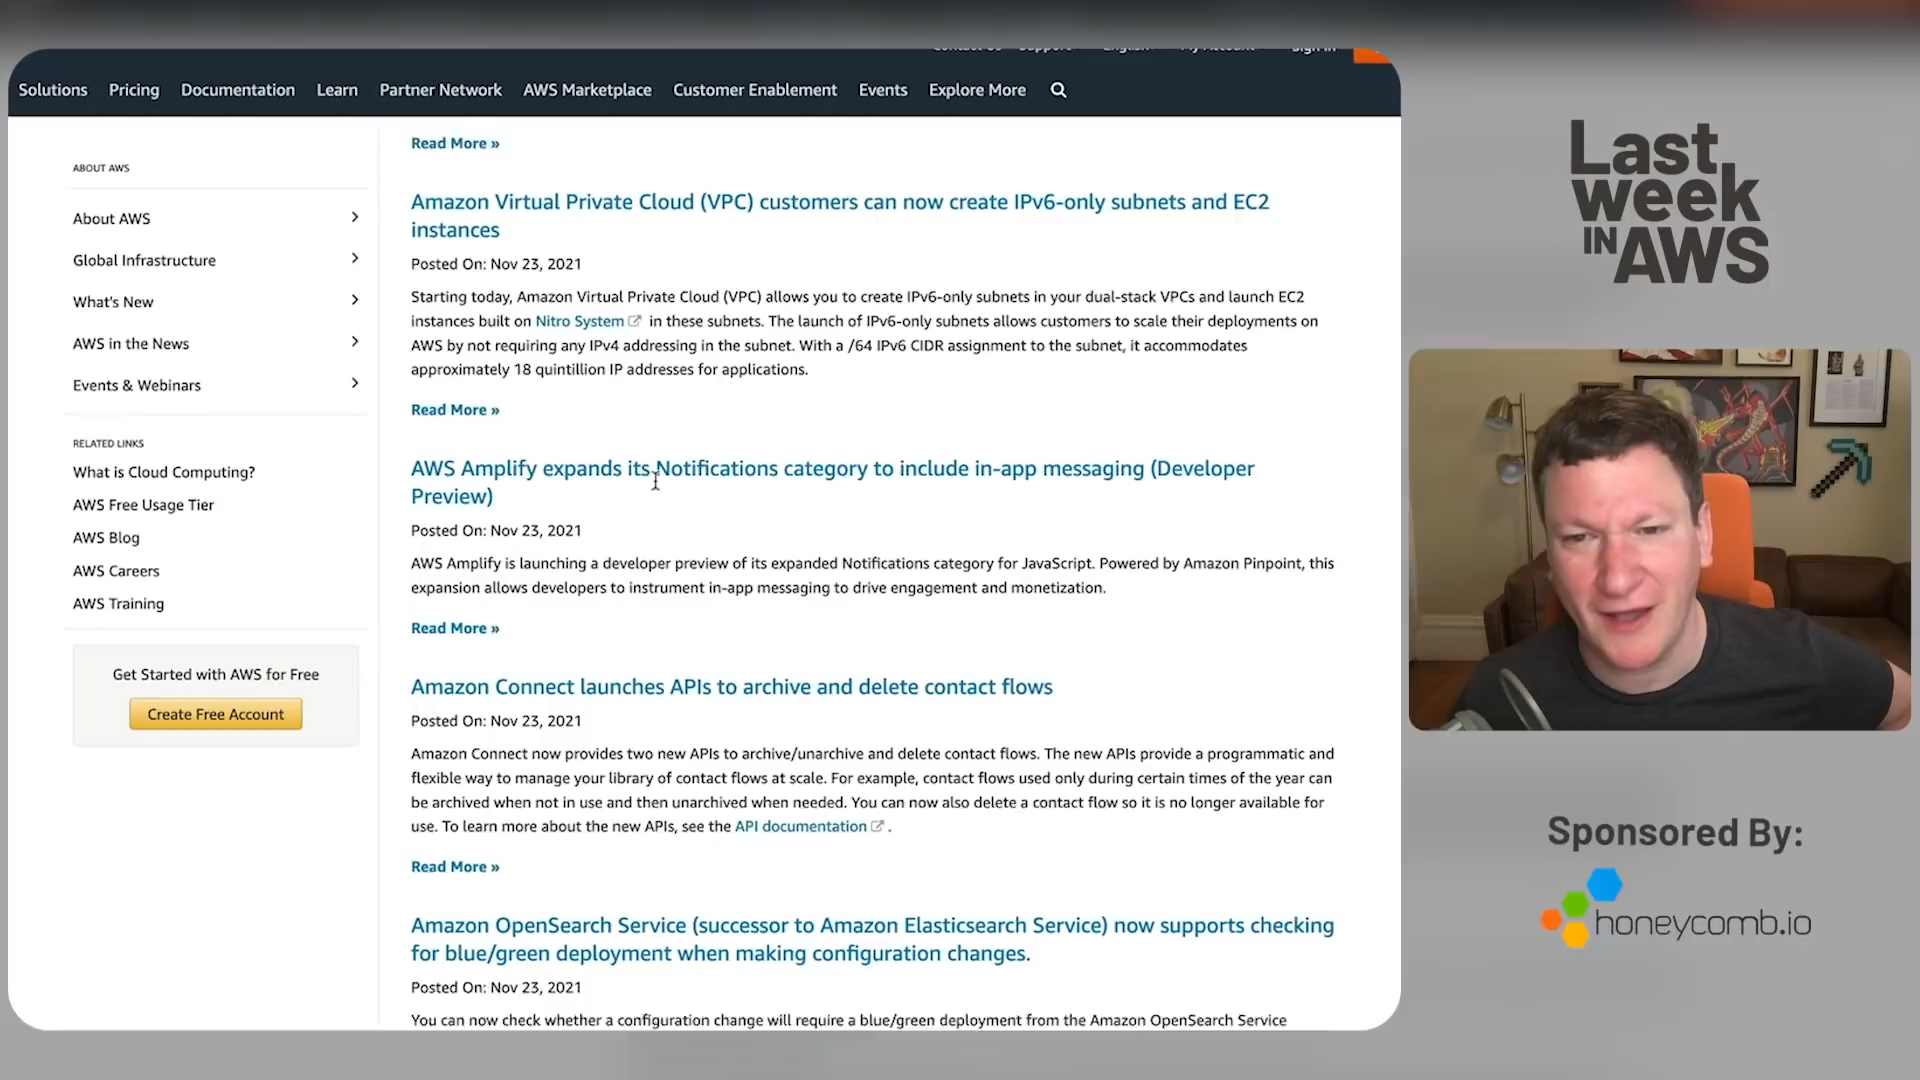 Contact Us Support English My Account Sign In
Solutions Pricing Documentation Learn Partner Network AWS Marketplace Customer Enablement Events Explore More
ABOUT AWS
About AWS
Global Infrastructure
What's New
AWS in the News
Events & Webinars
RELATED LINKS
What is Cloud Computing?
AWS Free Usage Tier
AWS Blog
AWS Careers
AWS Training
Get Started with AWS for Free
Create Free Account
Read More »
Amazon Virtual Private Cloud (VPC) customers can now create IPv6-only subnets and EC2
instances
Posted On: Nov 23, 2021
Starting today, Amazon Virtual Private Cloud (VPC) allows you to create IPv6-only subnets in your dual-stack VPCs and launch EC2
instances built on Nitro System in these subnets. The launch of IPv6-only subnets allows customers to scale their deployments on
AWS by not requiring any IPv4 addressing in the subnet. With a /64 IPv6 CIDR assignment to the subnet, it accommodates
approximately 18 quintillion IP addresses for applications.
Read More »
AWS Amplify expands its Notifications category to include in-app messaging (Developer
Preview)
Posted On: Nov 23, 2021
AWS Amplify is launching a developer preview of its expanded Notifications category for JavaScript. Powered by Amazon Pinpoint, this
expansion allows developers to instrument in-app messaging to drive engagement and monetization.
Read More »
Amazon Connect launches APIs to archive and delete contact flows
Posted On: Nov 23, 2021
Amazon Connect now provides two new APIs to archive/unarchive and delete contact flows. The new APIs provide a programmatic and
flexible way to manage your library of contact flows at scale. For example, contact flows used only during certain times of the year can
be archived when not in use and then unarchived when needed. You can now also delete a contact flow so it is no longer available for
use. To learn more about the new APIs, see the API documentation .
Read More »
Amazon OpenSearch Service (successor to Amazon Elasticsearch Service) now supports checking
for blue/green deployment when making configuration changes.
Posted On: Nov 23, 2021
You can now check whether a configuration change will require a blue/green deployment from the Amazon OpenSearch Service
Last
week
IN AWS
Sponsored By:
honeycomb.io